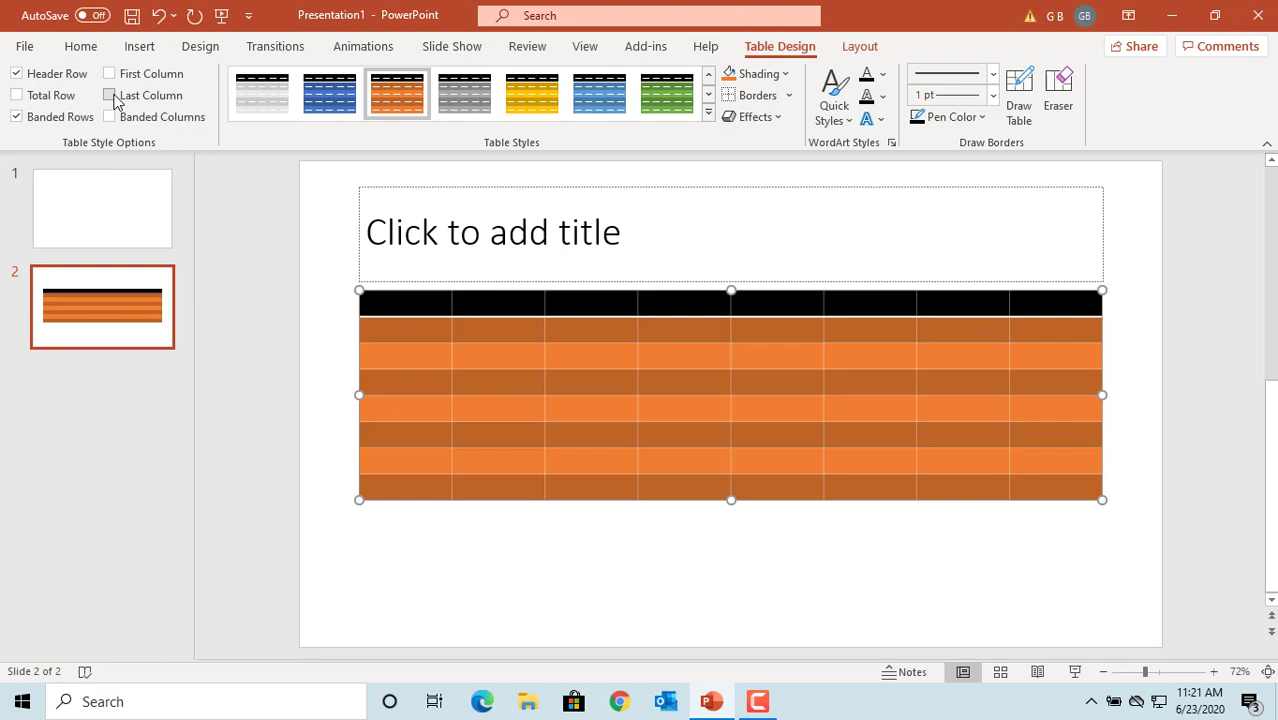 AutoSave Off Presentation1 - PowerPoint Search G B GB
File Home Insert Design Transitions Animations Slide Show Review View Add-ins Help Table Design Layout Share Comments
Header Row First Column Shading
Total Row Last Column Borders 1 pt
Banded Rows Banded Columns Effects Quick Styles Pen Color Draw Table Eraser
Table Style Options Table Styles WordArt Styles Draw Borders
1
Click to add title
2
Slide 2 of 2 Notes 72%
Search 11:21 AM
6/23/2020 3